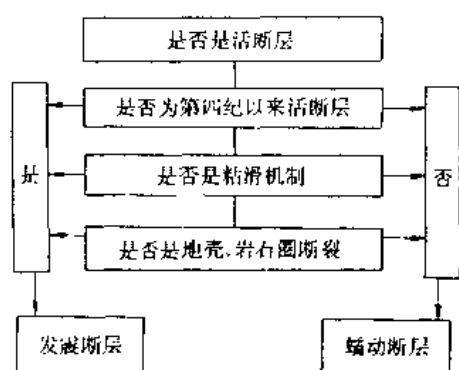 是否是活断层
是否为第四纪以来活断层
是
否
是否是粘滑机制
是否是地壳、岩石圈断裂
发震断层
蠕动断层